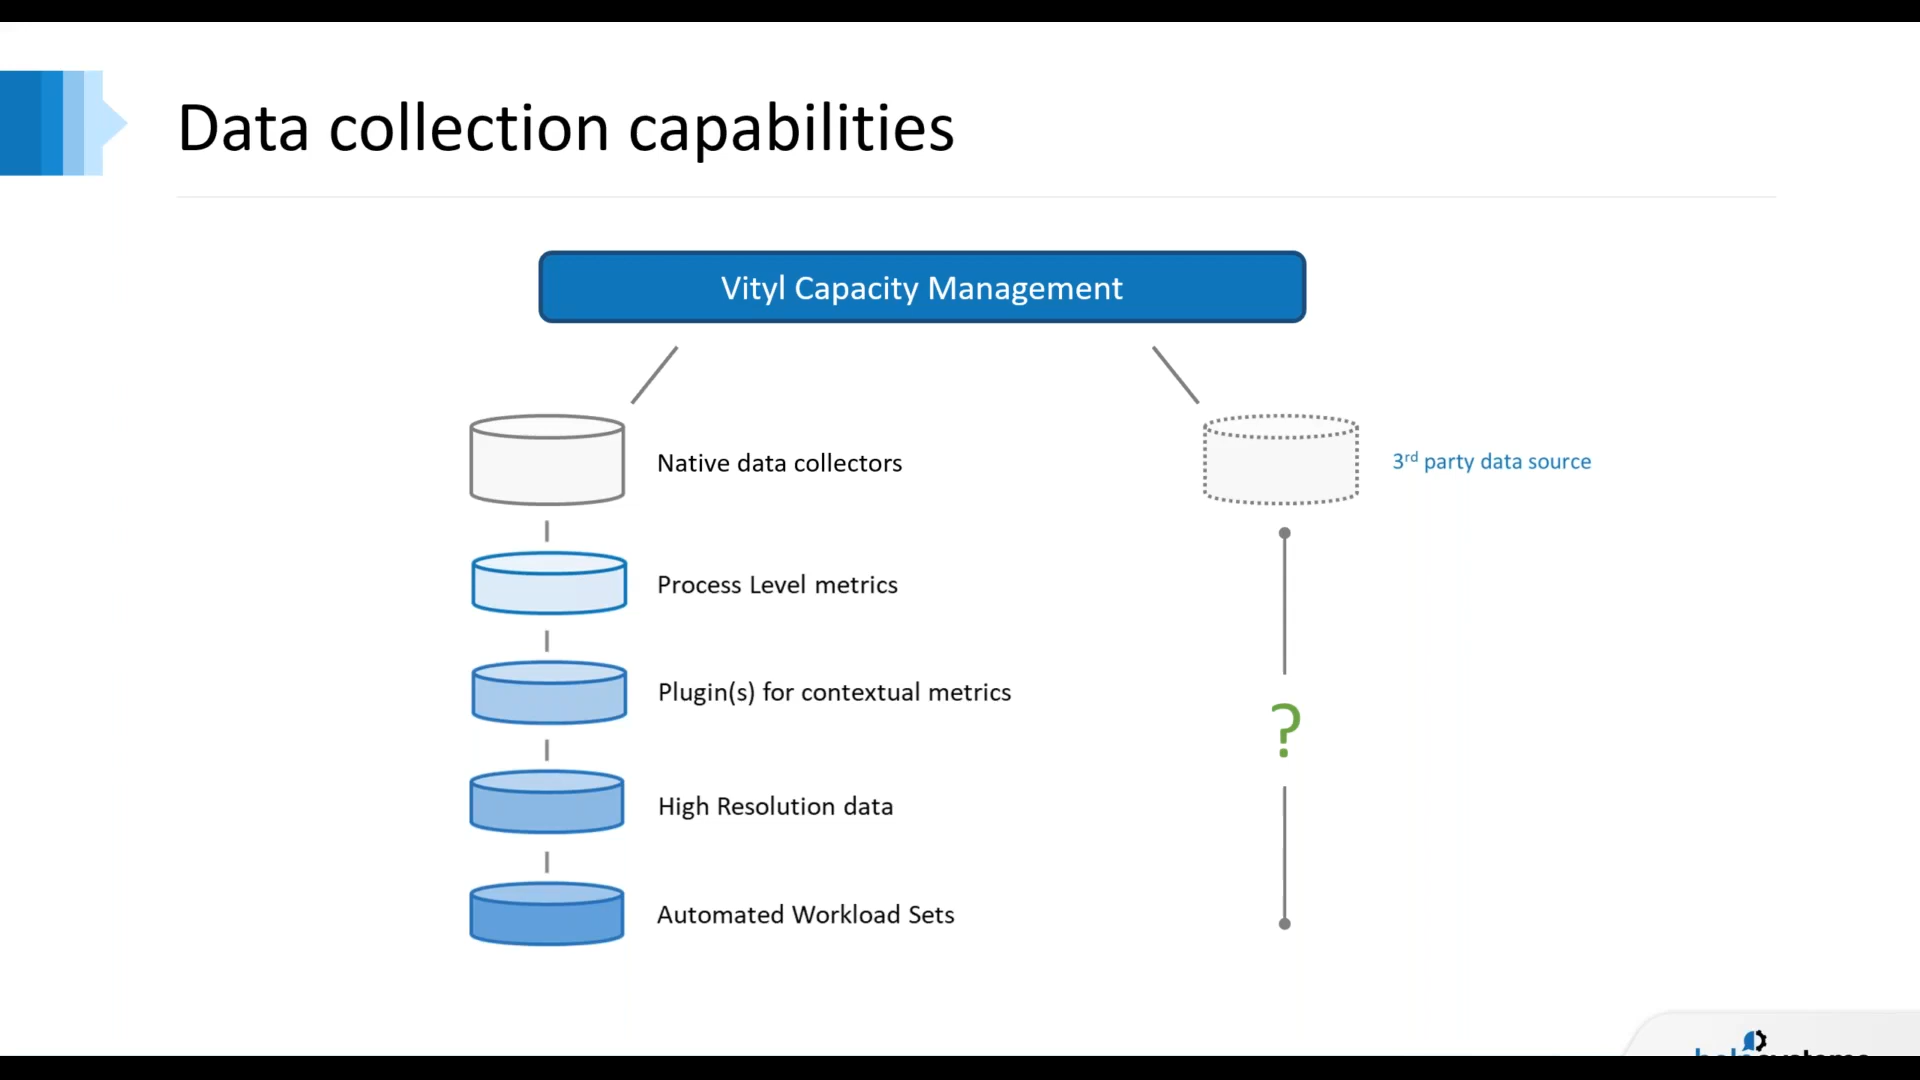 Data collection capabilities
Vityl Capacity Management
Native data collectors
3rd party data source
Process Level metrics
Plugin(s) for contextual metrics
?
High Resolution data
Automated Workload Sets